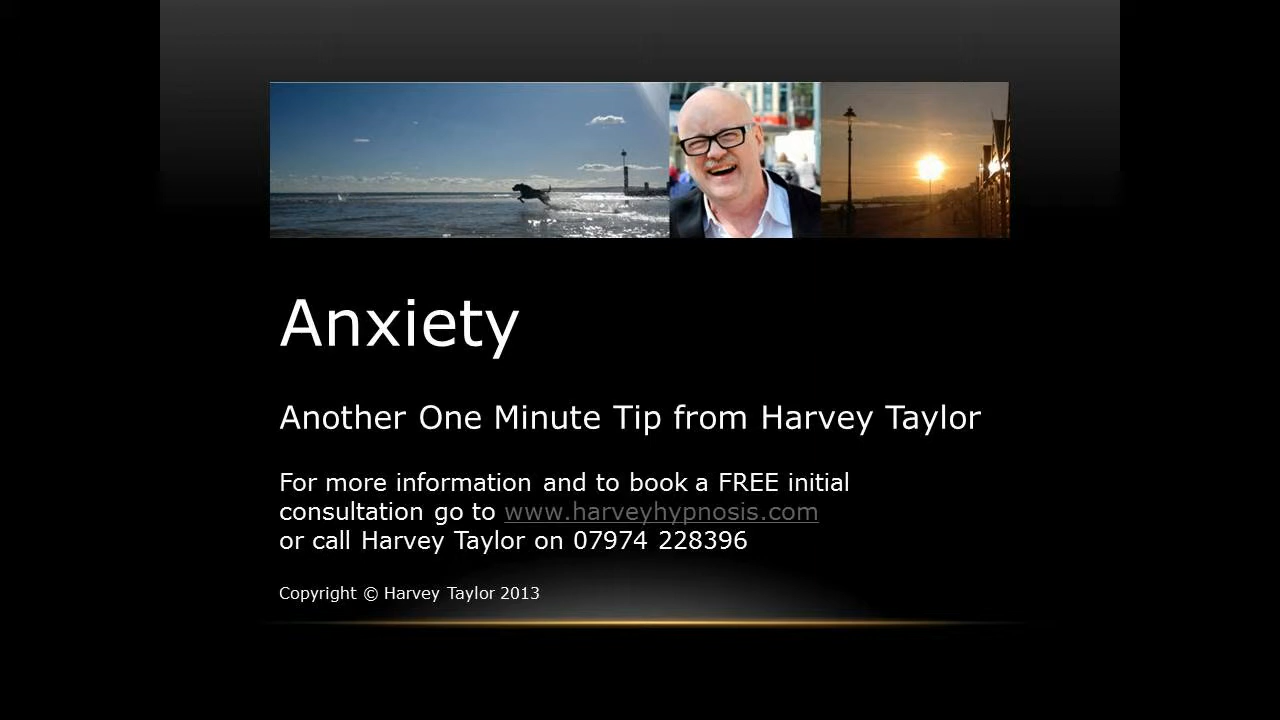 Anxiety
Another One Minute Tip from Harvey Taylor
For more information and to book a FREE initial
consultation go to www.harveyhypnosis.com
or call Harvey Taylor on 07974 228396
Copyright © Harvey Taylor 2013